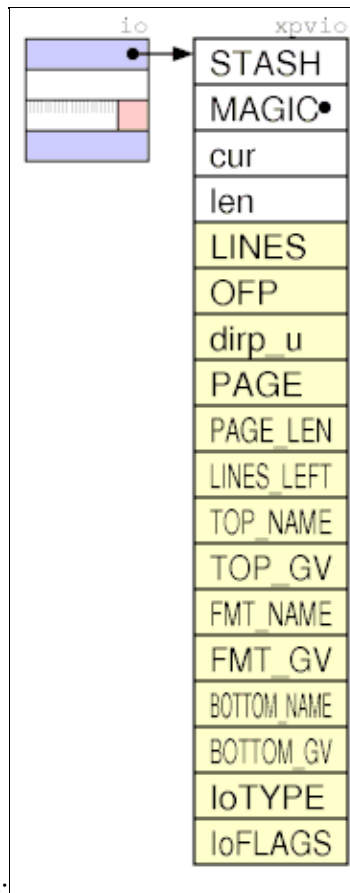 io xpvio
STASH
MAGIC
cur
len
LINES
OFP
dirp_u
PAGE
PAGE_LEN
LINES_LEFT
TOP_NAME
TOP_GV
FMT_NAME
FMT_GV
BOTTOM_NAME
BOTTOM_GV
IoTYPE
IoFLAGS
.